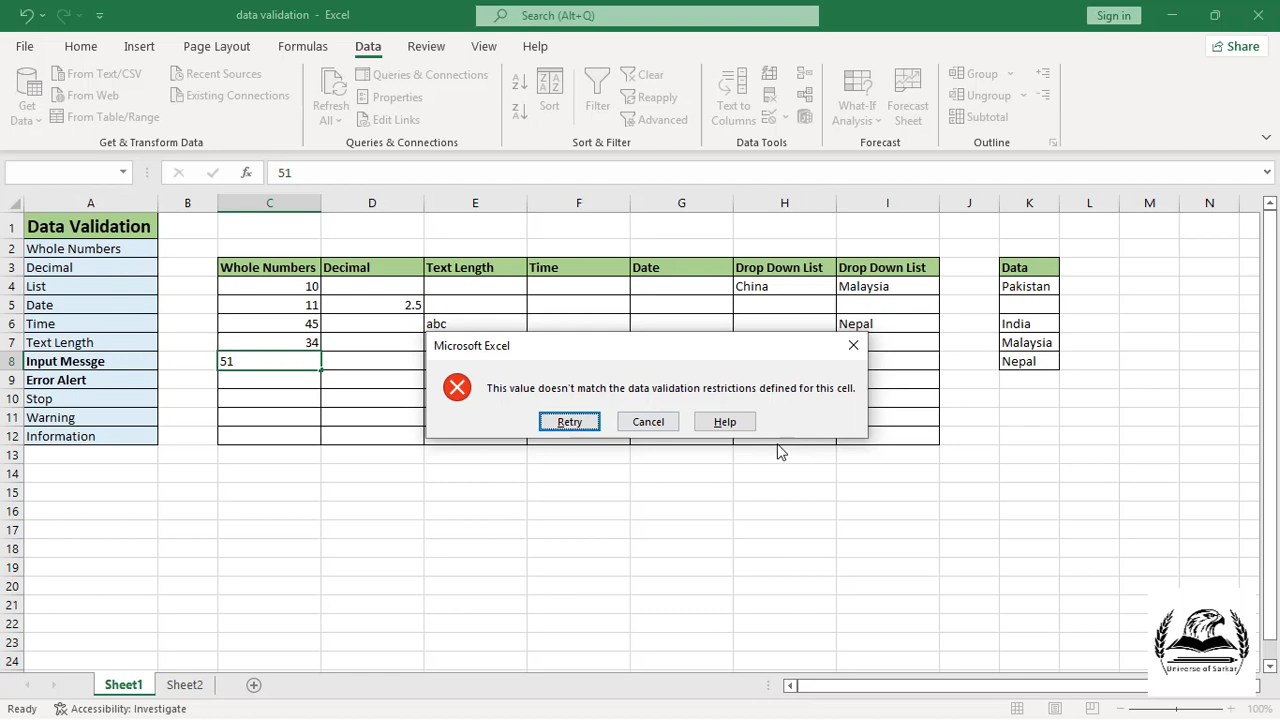 data validation - Excel
Search (Alt+Q)
Sign in
File Home Insert Page Layout Formulas Data Review View Help
Share
Get Data
From Text/CSV
From Web
From Table/Range
Recent Sources
Existing Connections
Get & Transform Data
Refresh All
Queries & Connections
Properties
Edit Links
Queries & Connections
Sort
Filter
Clear
Reapply
Advanced
Sort & Filter
Text to Columns
Data Tools
What-If Analysis
Forecast Sheet
Forecast
Group
Ungroup
Subtotal
Outline
fx 51
A B C D E F G H I J K L M N
1 Data Validation
2 Whole Numbers
3 Decimal Whole Numbers Decimal Text Length Time Date Drop Down List Drop Down List Data
4 List 10 China Malaysia Pakistan
5 Date 11 2.5
6 Time 45 abc Nepal India
7 Text Length 34 Malaysia
8 Input Messge 51 Nepal
9 Error Alert
10 Stop
11 Warning
12 Information
13
14
15
16
17
18
19
20
21
22
23
24
Microsoft Excel
This value doesn't match the data validation restrictions defined for this cell.
Retry Cancel Help
Universe of Sarkar
Sheet1 Sheet2
Ready Accessibility: Investigate 100%